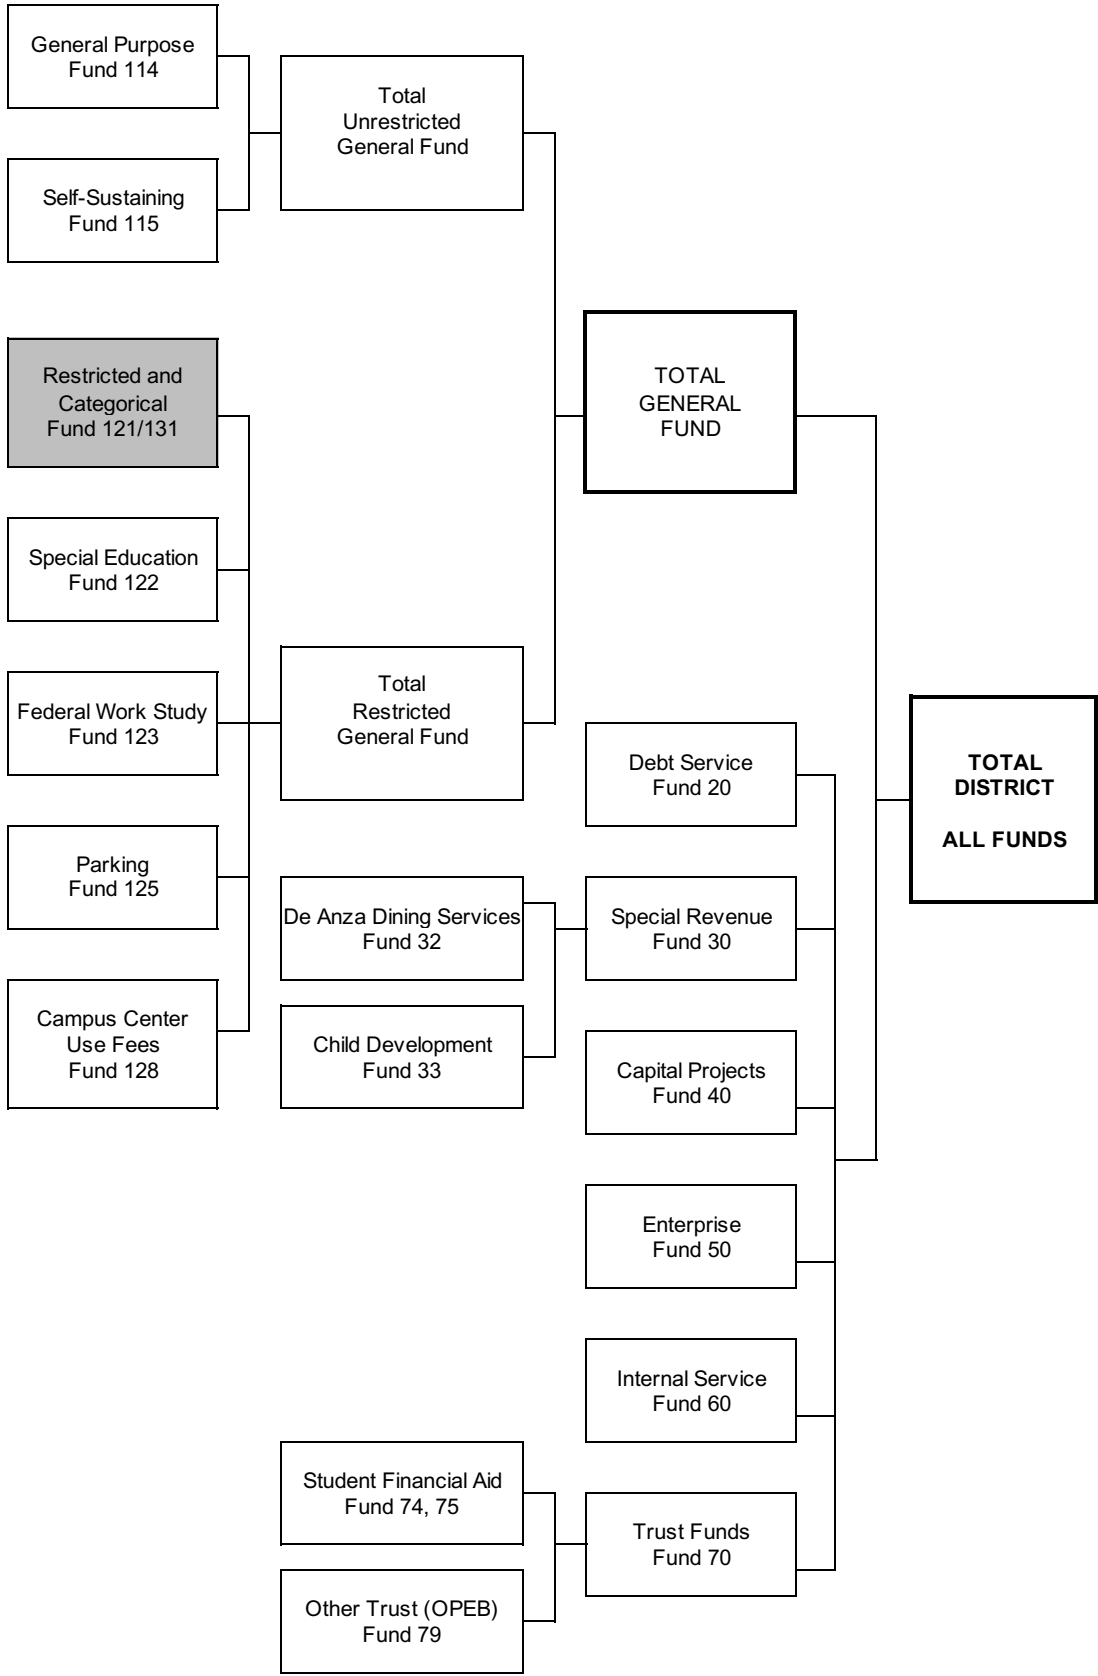 General Purpose
Fund 114
Total
Unrestricted
General Fund
Self-Sustaining
Fund 115
Restricted and
Categorical
Fund 121/131
TOTAL
GENERAL
FUND
Special Education
Fund 122
Federal Work Study
Fund 123
Total
Restricted
General Fund
Debt Service
Fund 20
TOTAL
DISTRICT
ALL FUNDS
Parking
Fund 125
De Anza Dining Services
Fund 32
Special Revenue
Fund 30
Campus Center
Use Fees
Fund 128
Child Development
Fund 33
Capital Projects
Fund 40
Enterprise
Fund 50
Internal Service
Fund 60
Student Financial Aid
Fund 74, 75
Trust Funds
Fund 70
Other Trust (OPEB)
Fund 79